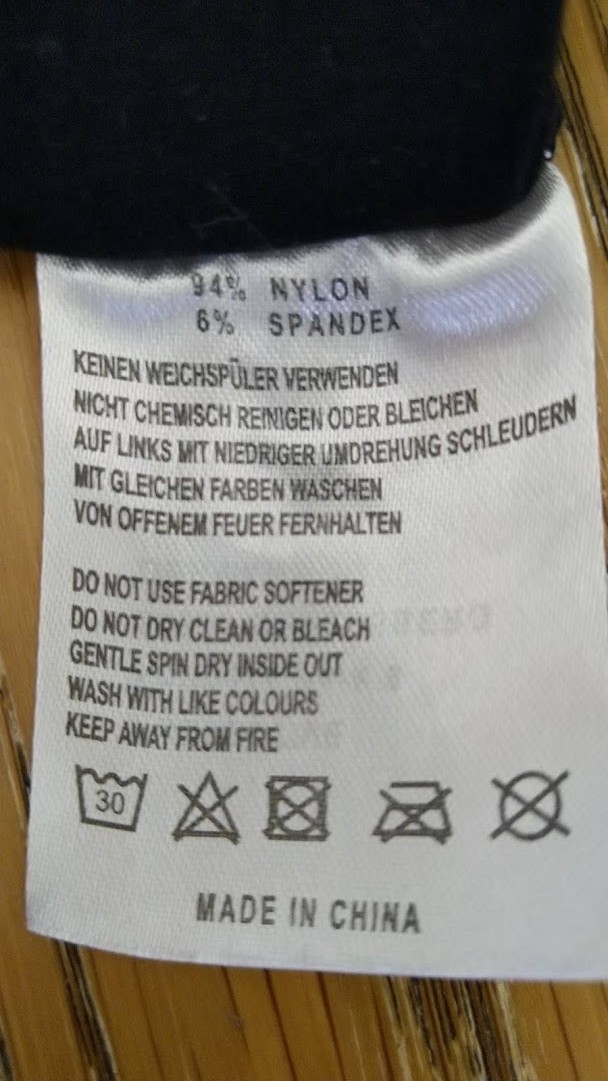 94% NYLON
6% SPANDEX
KEINEN WEICHSPÜLER VERWENDEN
NICHT CHEMISCH REINIGEN ODER BLEICHEN
AUF LINKS MIT NIEDRIGER UMDREHUNG SCHLEUDERN
MIT GLEICHEN FARBEN WASCHEN
VON OFFENEM FEUER FERNHALTEN
DO NOT USE FABRIC SOFTENER
DO NOT DRY CLEAN OR BLEACH
GENTLE SPIN DRY INSIDE OUT
WASH WITH LIKE COLOURS
KEEP AWAY FROM FIRE
30
MADE IN CHINA